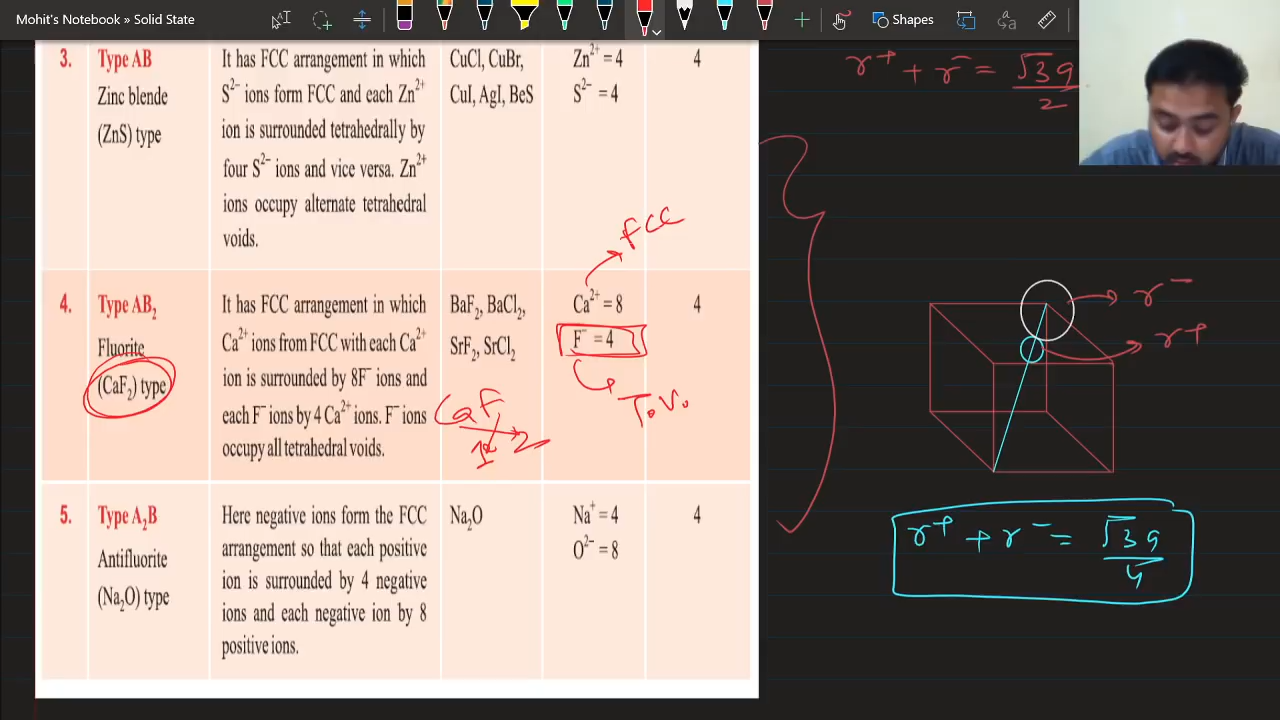 Mohit's Notebook » Solid State
Shapes
3.
Type AB
Zinc blende
(ZnS) type
It has FCC arrangement in which
S²⁻ ions form FCC and each Zn²⁺
ion is surrounded tetrahedrally by
four S²⁻ ions and vice versa. Zn²⁺
ions occupy alternate tetrahedral
voids.
CuCl, CuBr,
CuI, AgI, BeS
Zn²⁺ = 4
S²⁻ = 4
4
4.
Type AB₂
Fluorite
(CaF₂) type
It has FCC arrangement in which
Ca²⁺ ions from FCC with each Ca²⁺
ion is surrounded by 8F⁻ ions and
each F⁻ ions by 4 Ca²⁺ ions. F⁻ ions
occupy all tetrahedral voids.
BaF₂, BaCl₂,
SrF₂, SrCl₂
CaF
1 2
FCC
Ca²⁺ = 8
F⁻ = 4
T.V.
4
5.
Type A₂B
Antifluorite
(Na₂O) type
Here negative ions form the FCC
arrangement so that each positive
ion is surrounded by 4 negative
ions and each negative ion by 8
positive ions.
Na₂O
Na⁺ = 4
O²⁻ = 8
4
r⁺ + r⁻ = √3a
2
r⁻
r⁺
r⁺ + r⁻ = √3a
4